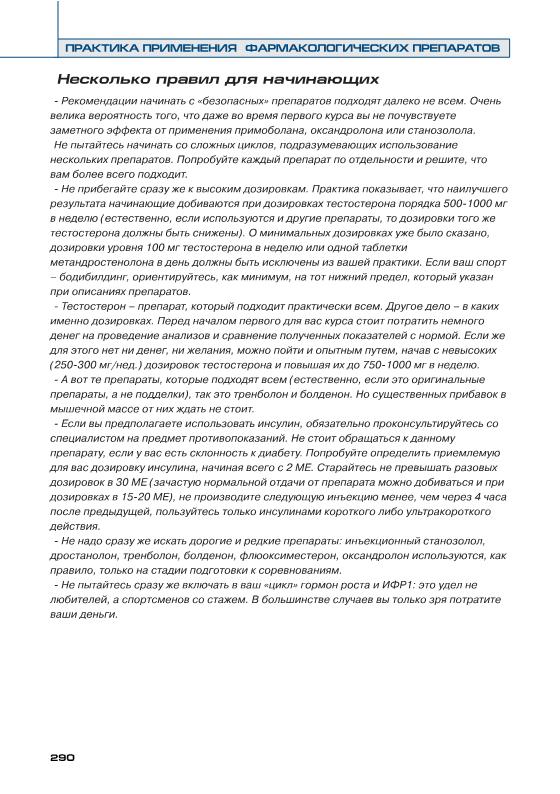 ПРАКТИКА ПРИМЕНЕНИЯ ФАРМАКОЛОГИЧЕСКИХ ПРЕПАРАТОВ
Несколько правил для начинающих
- Рекомендации начинать с «безопасных» препаратов подходят далеко не всем. Очень
велика вероятность того, что даже во время первого курса вы не почувствуете
заметного эффекта от применения примоболана, оксандролона или станозолола.
Не пытайтесь начинать со сложных циклов, подразумевающих использование
нескольких препаратов. Попробуйте каждый препарат по отдельности и решите, что
вам более всего подходит.
- Не прибегайте сразу же к высоким дозировкам. Практика показывает, что наилучшего
результата начинающие добиваются при дозировках тестостерона порядка 500-1000 мг
в неделю (естественно, если используются и другие препараты, то дозировки того же
тестостерона должны быть снижены). О минимальных дозировках уже было сказано,
дозировки уровня 100 мг тестостерона в неделю или одной таблетки
метандростенолона в день должны быть исключены из вашей практики. Если ваш спорт
– бодибилдинг, ориентируйтесь, как минимум, на тот нижний предел, который указан
при описаниях препаратов.
- Тестостерон – препарат, который подходит практически всем. Другое дело – в каких
именно дозировках. Перед началом первого для вас курса стоит потратить немного
денег на проведение анализов и сравнение полученных показателей с нормой. Если же
для этого нет ни денег, ни желания, можно пойти и опытным путем, начав с невысоких
(250-300 мг/нед.) дозировок тестостерона и повышая их до 750-1000 мг в неделю.
- А вот те препараты, которые подходят всем (естественно, если это оригинальные
препараты, а не подделки), так это тренболон и болденон. Но существенных прибавок в
мышечной массе от них ждать не стоит.
- Если вы предполагаете использовать инсулин, обязательно проконсультируйтесь со
специалистом на предмет противопоказаний. Не стоит обращаться к данному
препарату, если у вас есть склонность к диабету. Попробуйте определить приемлемую
для вас дозировку инсулина, начиная всего с 2 МЕ. Старайтесь не превышать разовых
дозировок в 30 МЕ (зачастую нормальной отдачи от препарата можно добиваться и при
дозировках в 15-20 МЕ), не производите следующую инъекцию менее, чем через 4 часа
после предыдущей, пользуйтесь только инсулинами короткого либо ультракороткого
действия.
- Не надо сразу же искать дорогие и редкие препараты: инъекционный станозолол,
дростанолон, тренболон, болденон, флюоксиместерон, оксандролон используются, как
правило, только на стадии подготовки к соревнованиям.
- Не пытайтесь сразу же включать в ваш «цикл» гормон роста и ИФР1: это удел не
любителей, а спортсменов со стажем. В большинстве случаев вы только зря потратите
ваши деньги.
290